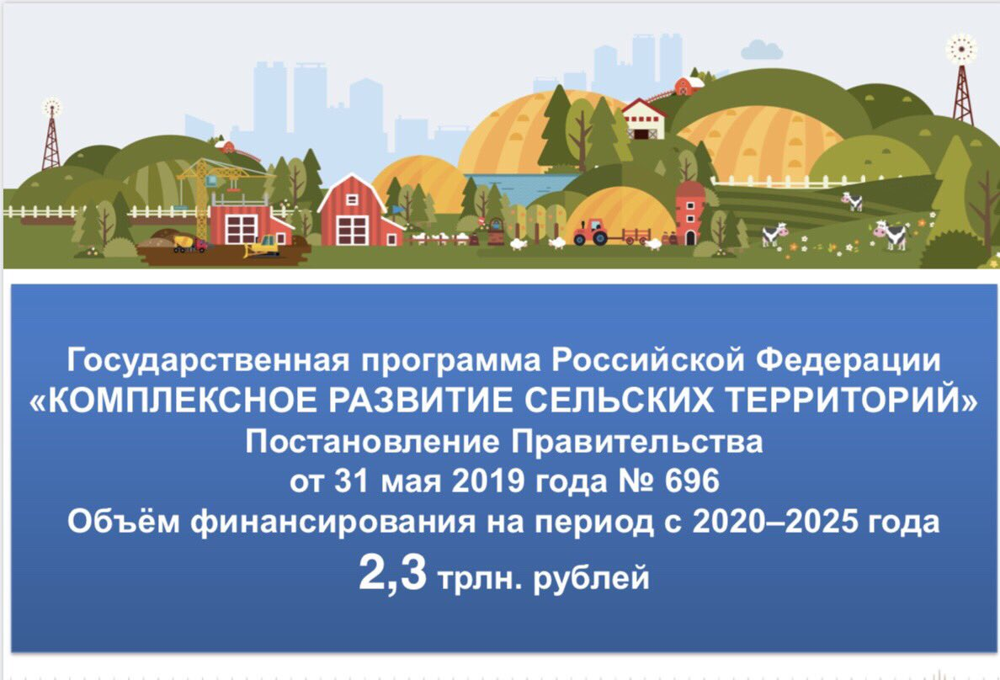 Государственная программа Российской Федерации
«КОМПЛЕКСНОЕ РАЗВИТИЕ СЕЛЬСКИХ ТЕРРИТОРИЙ»
Постановление Правительства
от 31 мая 2019 года № 696
Объём финансирования на период с 2020–2025 года
2,3 трлн. рублей